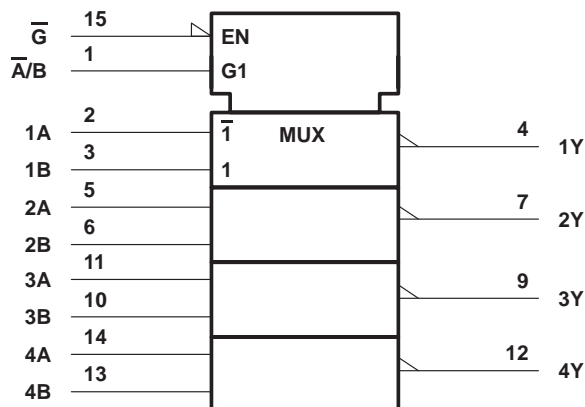 G̅ 15 EN
A̅/B 1 G1
1A 2 1̅ MUX 4 1Y
1B 3 1
2A 5 7 2Y
2B 6
3A 11 9 3Y
3B 10
4A 14 12 4Y
4B 13